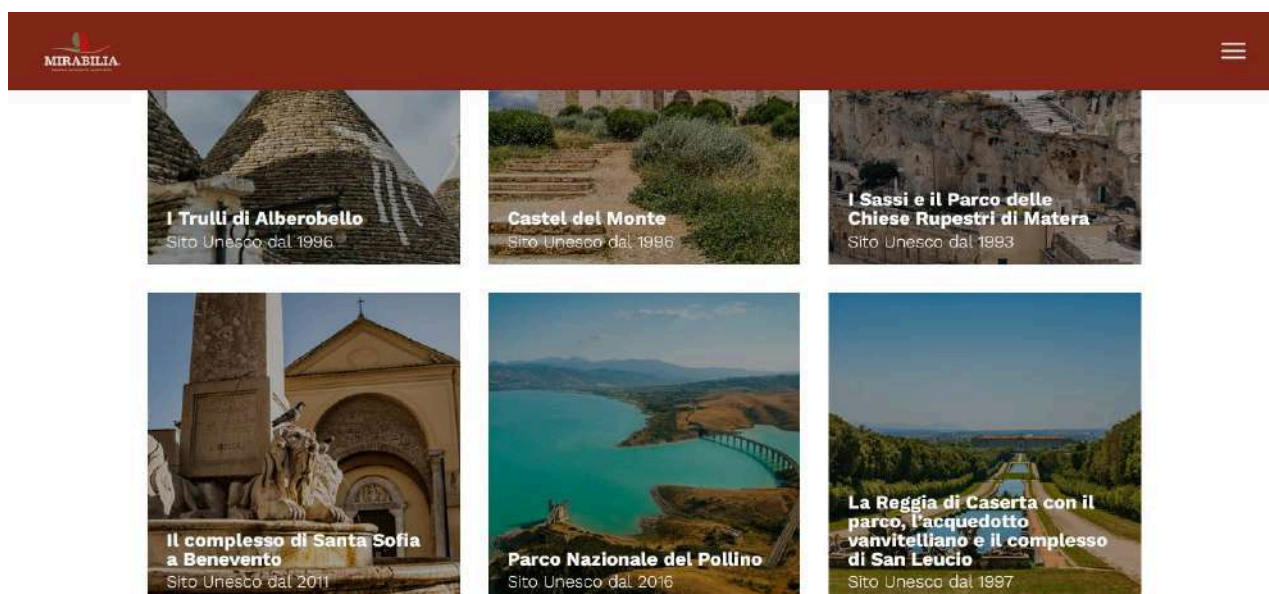 MIRABILIA
I Trulli di Alberobello
Sito Unesco dal 1996
Castel del Monte
Sito Unesco dal 1996
I Sassi e il Parco delle
Chiese Rupestri di Matera
Sito Unesco dal 1993
Il complesso di Santa Sofia
a Benevento
Sito Unesco dal 2011
Parco Nazionale del Pollino
Sito Unesco dal 2016
La Reggia di Caserta con il
parco, l'acquedotto
vanvitelliano e il complesso
di San Leucio
Sito Unesco dal 1997